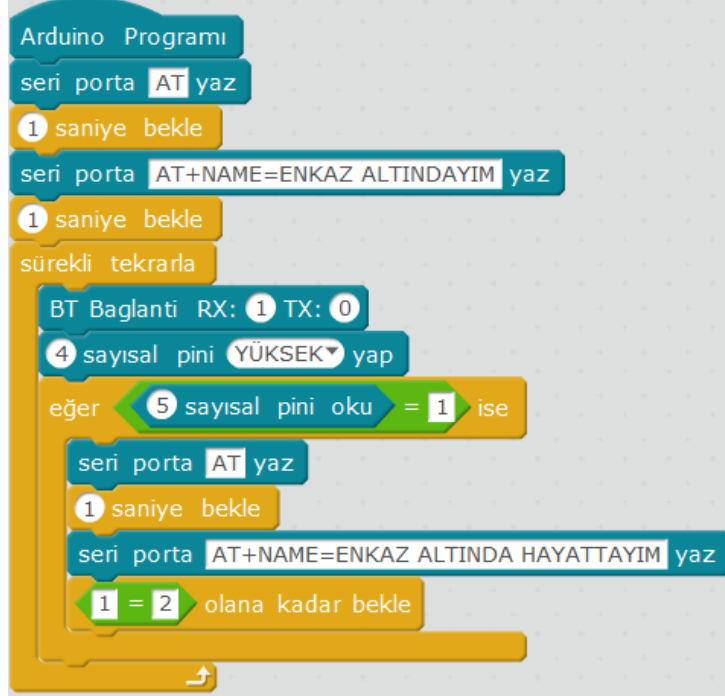 Arduino Programı
seri porta AT yaz
1 saniye bekle
seri porta AT+NAME=ENKAZ ALTINDAYIM yaz
1 saniye bekle
sürekli tekrarla
BT Baglanti RX: 1 TX: 0
4 sayısal pini YÜKSEK yap
eğer 5 sayısal pini oku = 1 ise
seri porta AT yaz
1 saniye bekle
seri porta AT+NAME=ENKAZ ALTINDA HAYATTAYIM yaz
1 = 2 olana kadar bekle